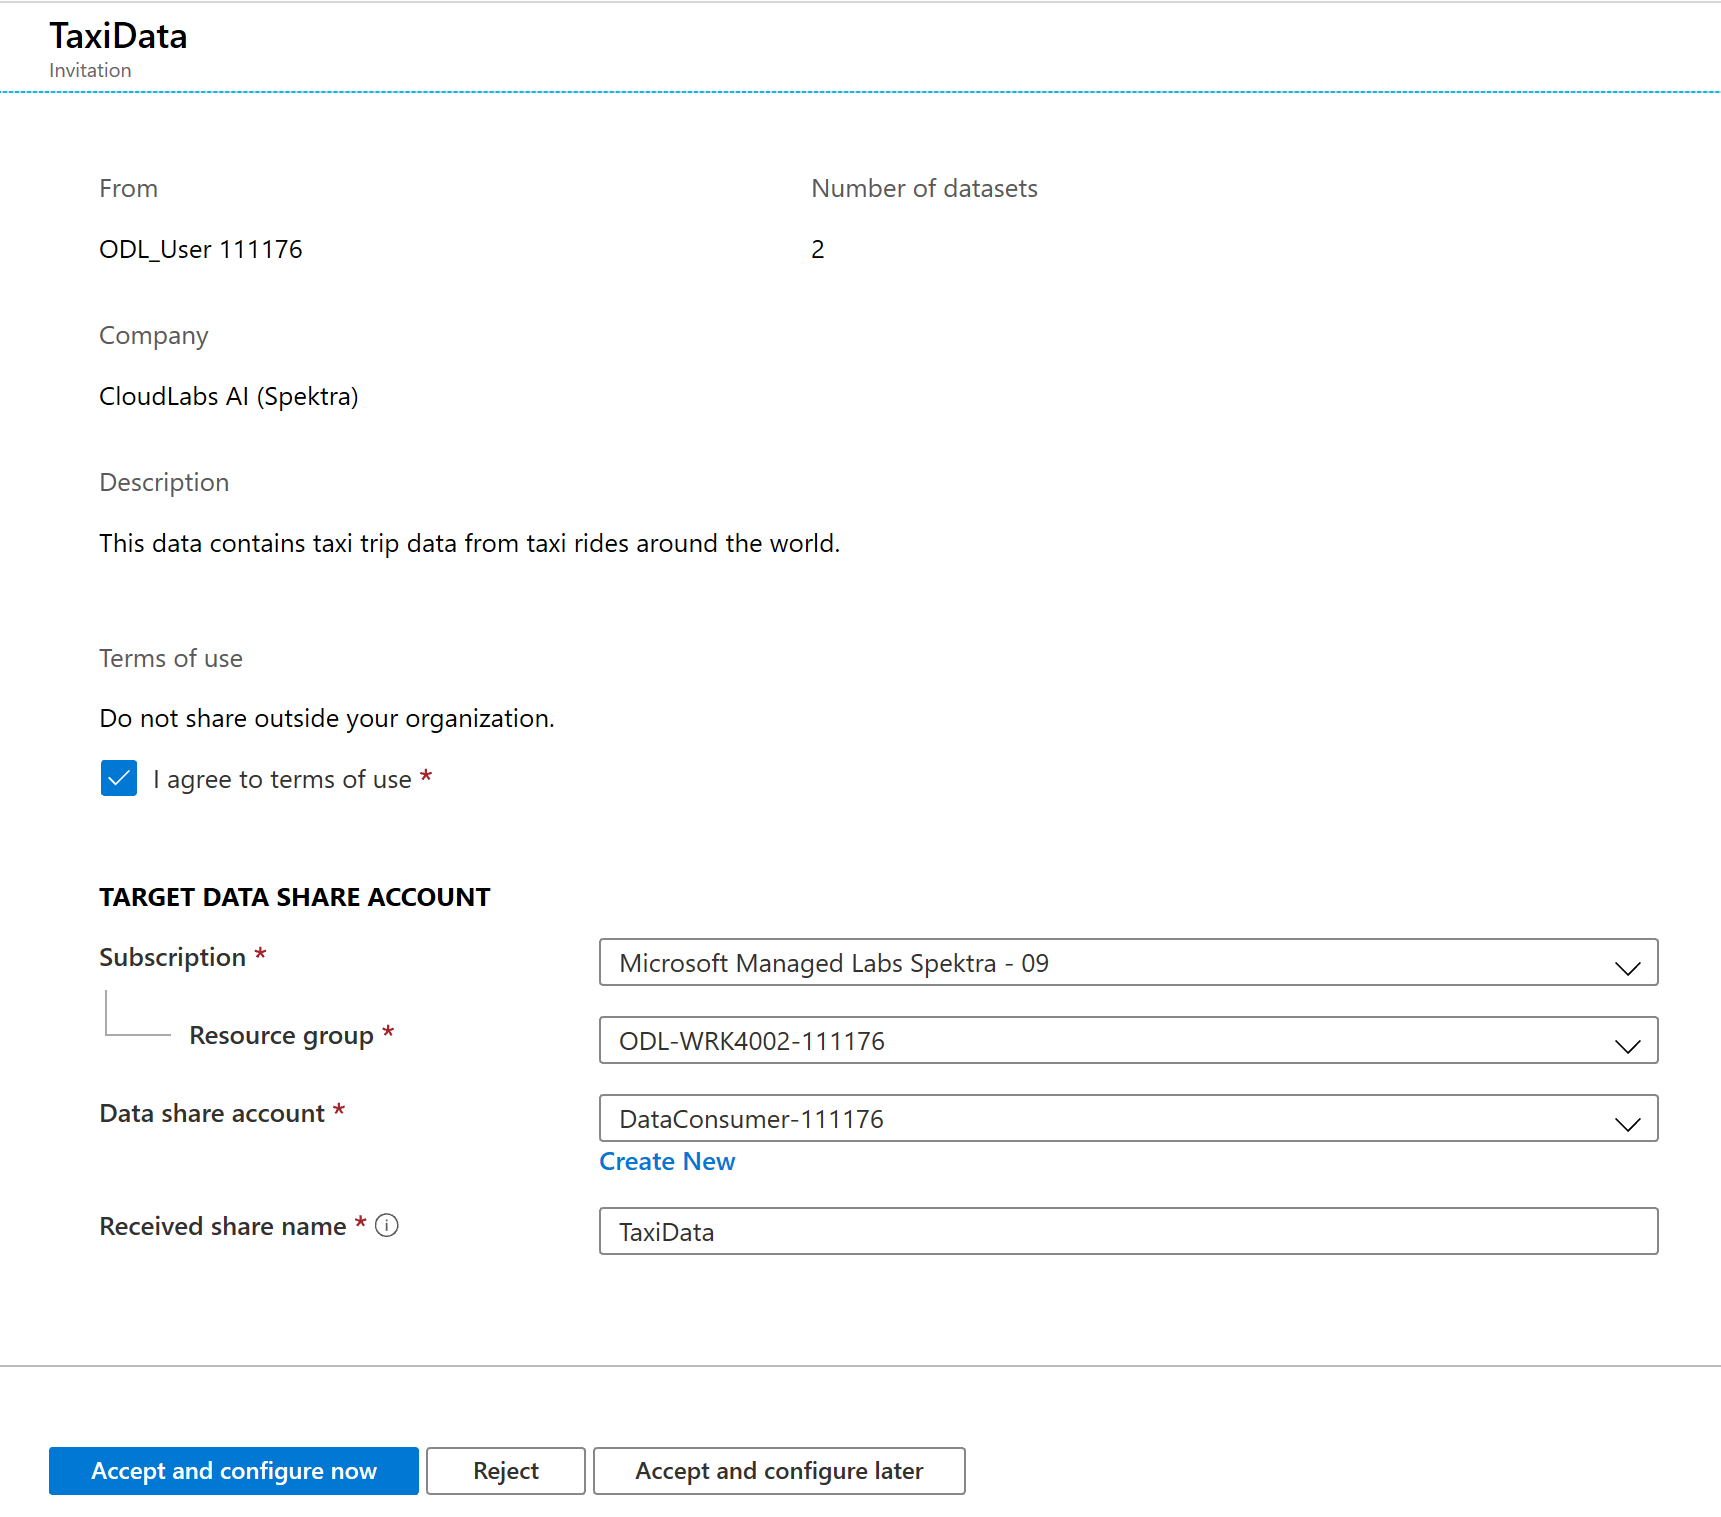 TaxiData
Invitation
From
Number of datasets
ODL_User 111176
2
Company
CloudLabs AI (Spektra)
Description
This data contains taxi trip data from taxi rides around the world.
Terms of use
Do not share outside your organization.
I agree to terms of use *
TARGET DATA SHARE ACCOUNT
Subscription *
Microsoft Managed Labs Spektra - 09
Resource group *
ODL-WRK4002-111176
Data share account *
DataConsumer-111176
Create New
Received share name *
TaxiData
Accept and configure now
Reject
Accept and configure later